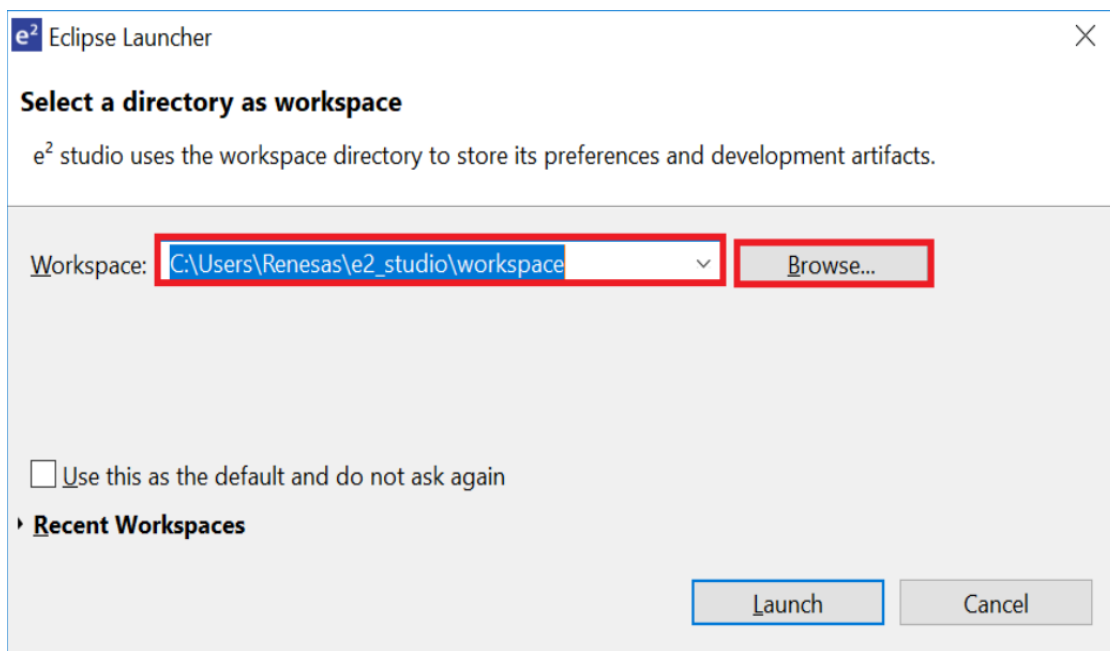 e² Eclipse Launcher
Select a directory as workspace
e² studio uses the workspace directory to store its preferences and development artifacts.
Workspace: C:\Users\Renesas\e2_studio\workspace Browse...
Use this as the default and do not ask again
Recent Workspaces
Launch Cancel